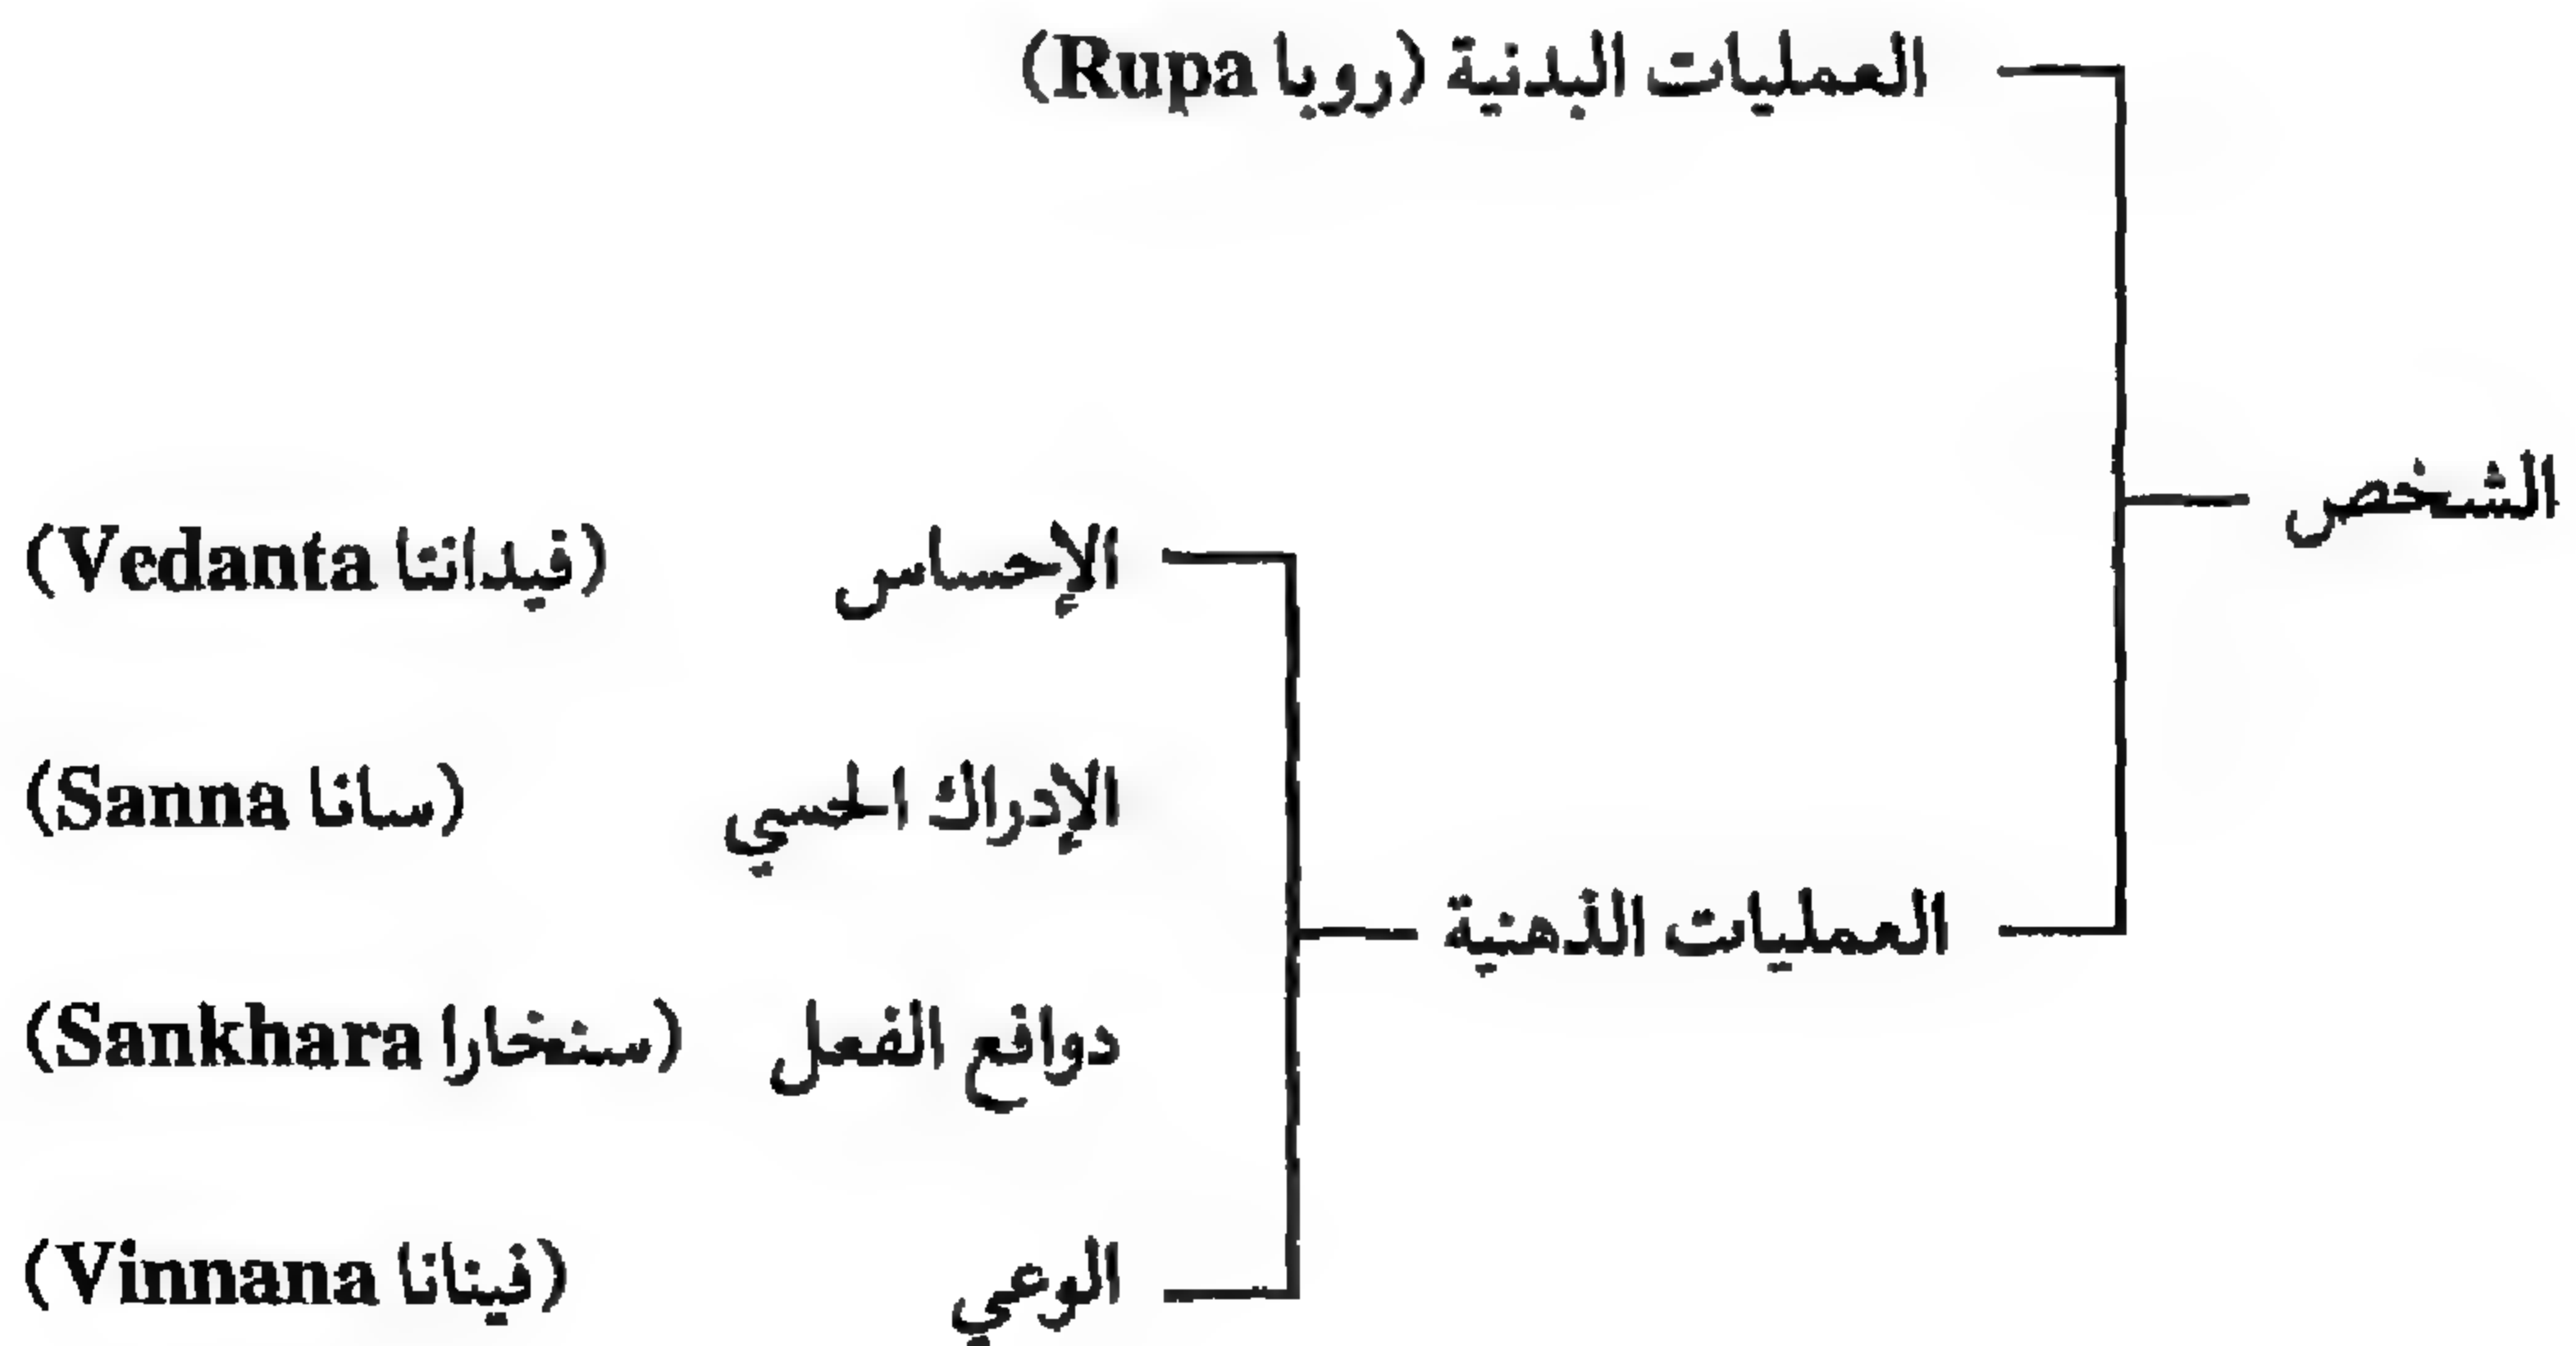 العمليات البدنية (روبا Rupa)
الشخص
الإحساس (فيدانتا Vedanta)
الإدراك الحسي (سانا Sanna)
العمليات الذهنية
دوافع الفعل (سنخارا Sankhara)
الوعي (فينانا Vinnana)